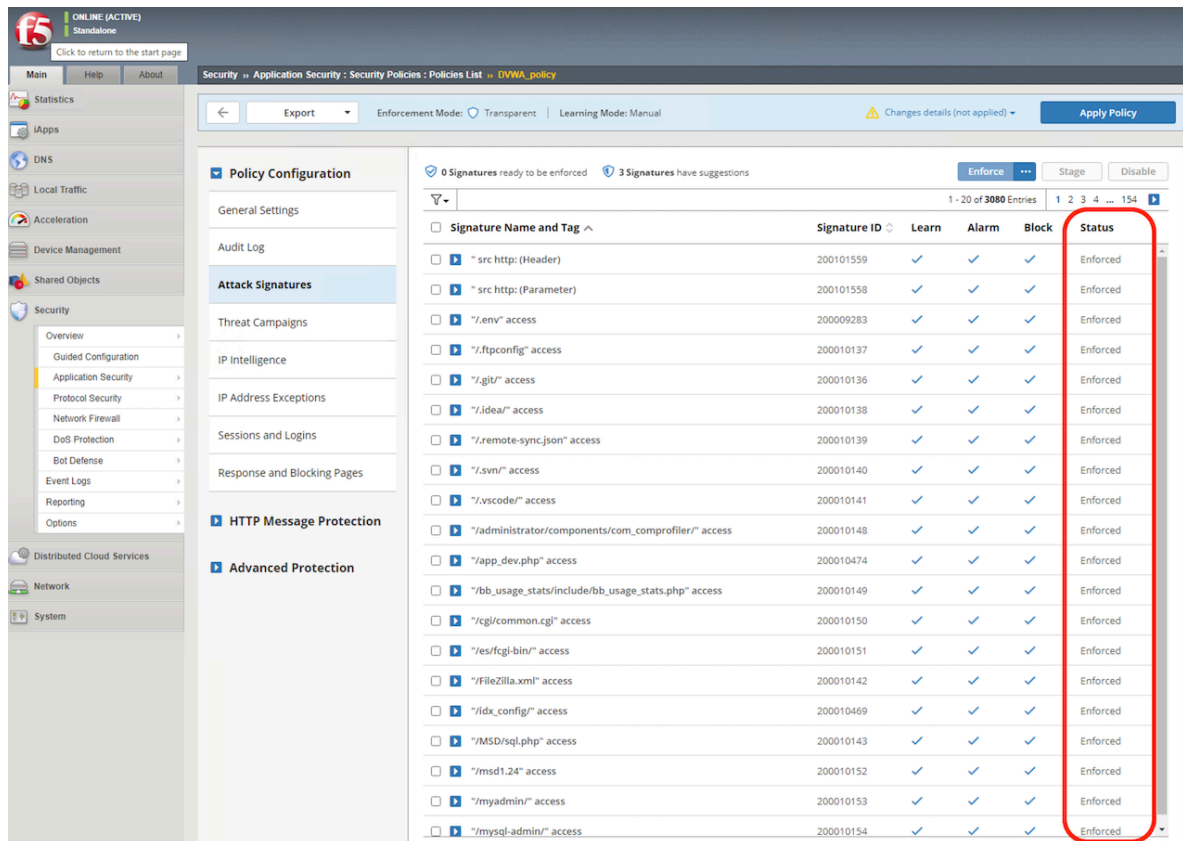 f5
ONLINE (ACTIVE)
Standalone
Click to return to the start page
Main Help About
Security » Application Security : Security Policies : Policies List » DVWA_policy
Statistics
iApps
DNS
Local Traffic
Acceleration
Device Management
Shared Objects
Security
Overview
Guided Configuration
Application Security
Protocol Security
Network Firewall
DoS Protection
Bot Defense
Event Logs
Reporting
Options
Distributed Cloud Services
Network
System
Export Enforcement Mode: Transparent | Learning Mode: Manual Changes details (not applied) Apply Policy
Policy Configuration
General Settings
Audit Log
Attack Signatures
Threat Campaigns
IP Intelligence
IP Address Exceptions
Sessions and Logins
Response and Blocking Pages
HTTP Message Protection
Advanced Protection
0 Signatures ready to be enforced 3 Signatures have suggestions Enforce ... Stage Disable
1 - 20 of 3080 Entries 1 2 3 4 ... 154
Signature Name and Tag Signature ID Learn Alarm Block Status
" src http: (Header) 200101559 Enforced
" src http: (Parameter) 200101558 Enforced
"/.env" access 200009283 Enforced
"/.ftpconfig" access 200010137 Enforced
"/.git/" access 200010136 Enforced
"/.idea/" access 200010138 Enforced
"/.remote-sync.json" access 200010139 Enforced
"/.svn/" access 200010140 Enforced
"/.vscode/" access 200010141 Enforced
"/administrator/components/com_comprofiler/" access 200010148 Enforced
"/app_dev.php" access 200010474 Enforced
"/bb_usage_stats/include/bb_usage_stats.php" access 200010149 Enforced
"/cgi/common.cgi" access 200010150 Enforced
"/es/fcgi-bin/" access 200010151 Enforced
"/FileZilla.xml" access 200010142 Enforced
"/idx_config/" access 200010469 Enforced
"/MSD/sql.php" access 200010143 Enforced
"/msd1.24" access 200010152 Enforced
"/myadmin/" access 200010153 Enforced
"/mysql-admin/" access 200010154 Enforced